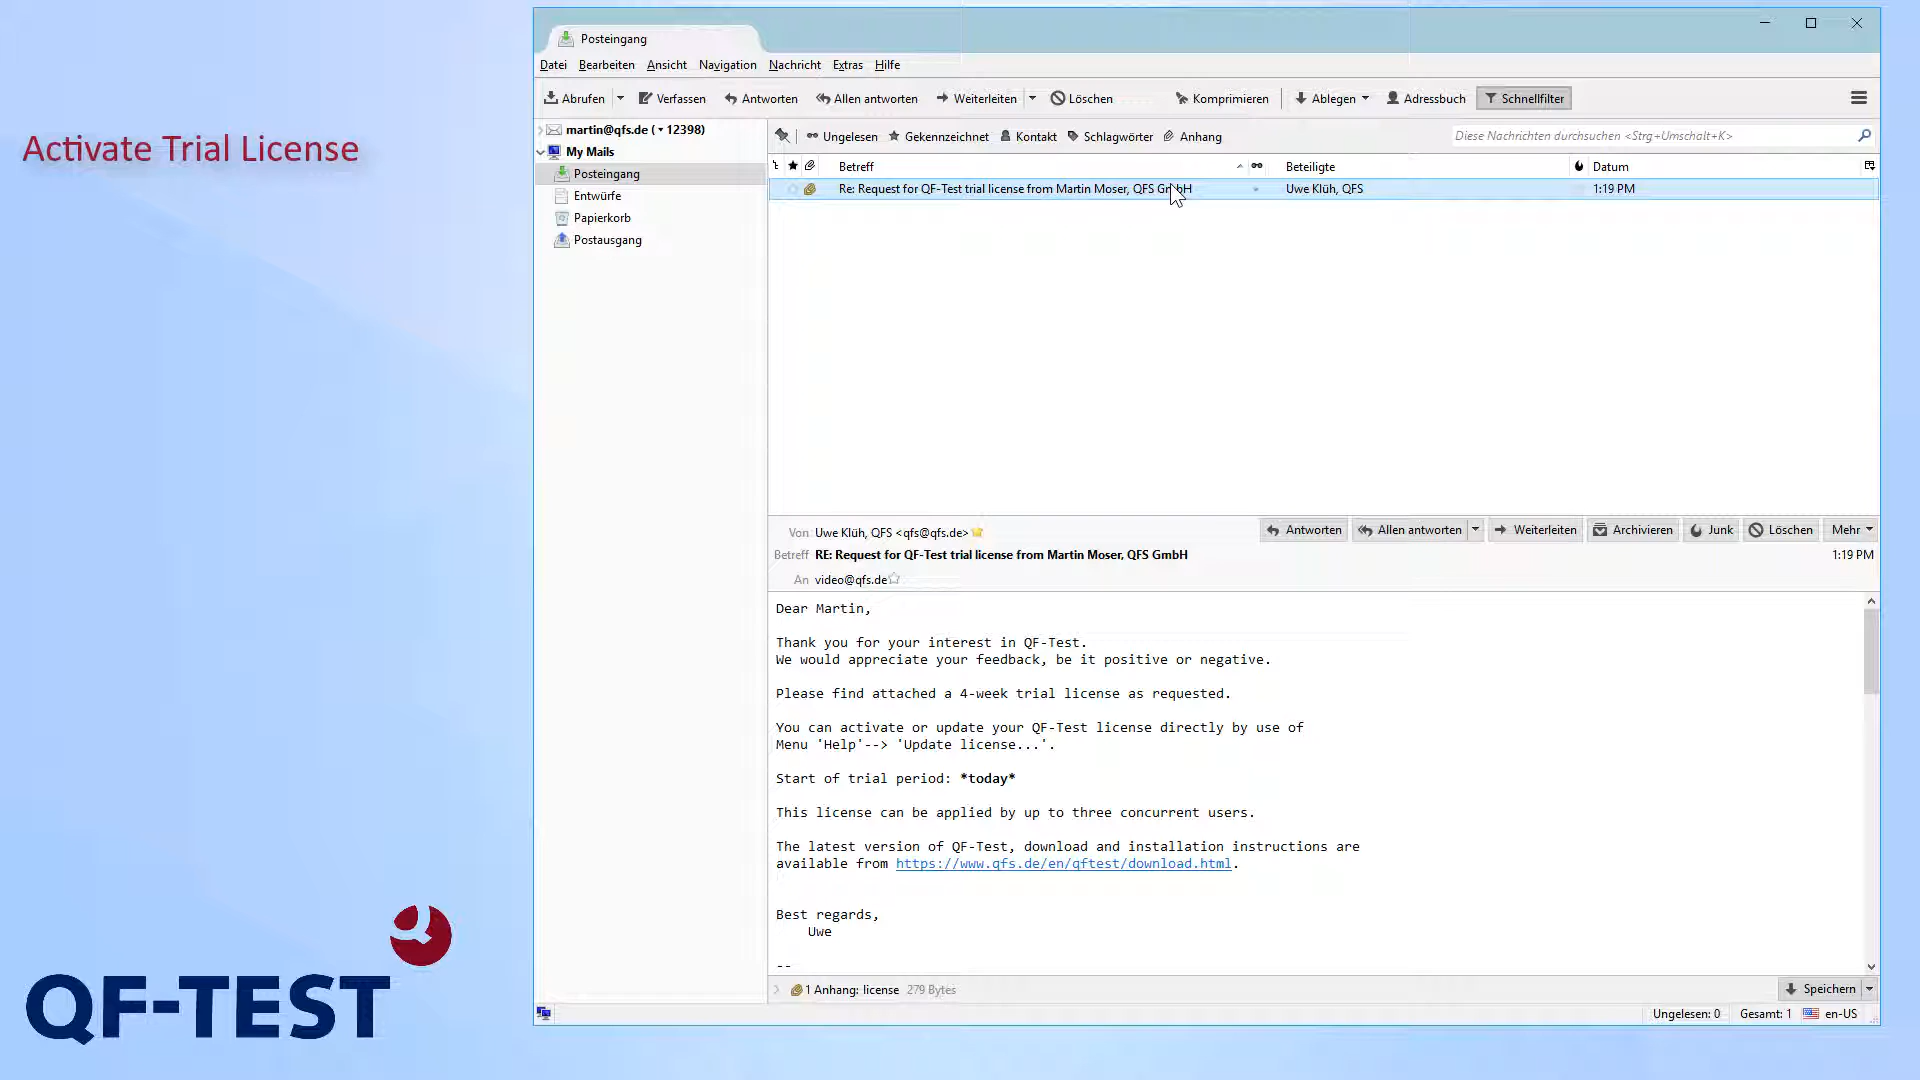 Activate Trial License
QF-TEST
Posteingang
Datei Bearbeiten Ansicht Navigation Nachricht Extras Hilfe
Abrufen Verfassen Antworten Allen antworten Weiterleiten Löschen Komprimieren Ablegen Adressbuch Schnellfilter
martin@qfs.de ( 12398)
My Mails
Posteingang
Entwürfe
Papierkorb
Postausgang
Ungelesen Gekennzeichnet Kontakt Schlagwörter Anhang Diese Nachrichten durchsuchen <Strg+Umschalt+K>
Betreff Beteiligte Datum
Re: Request for QF-Test trial license from Martin Moser, QFS GmbH Uwe Klüh, QFS 1:19 PM
Von Uwe Klüh, QFS <qfs@qfs.de> Antworten Allen antworten Weiterleiten Archivieren Junk Löschen Mehr
Betreff RE: Request for QF-Test trial license from Martin Moser, QFS GmbH 1:19 PM
An video@qfs.de
Dear Martin,
Thank you for your interest in QF-Test.
We would appreciate your feedback, be it positive or negative.
Please find attached a 4-week trial license as requested.
You can activate or update your QF-Test license directly by use of
Menu 'Help'--> 'Update license...'.
Start of trial period: *today*
This license can be applied by up to three concurrent users.
The latest version of QF-Test, download and installation instructions are
available from https://www.qfs.de/en/qftest/download.html.
Best regards,
Uwe
--
1 Anhang: license 279 Bytes Speichern
Ungelesen: 0 Gesamt: 1 en-US